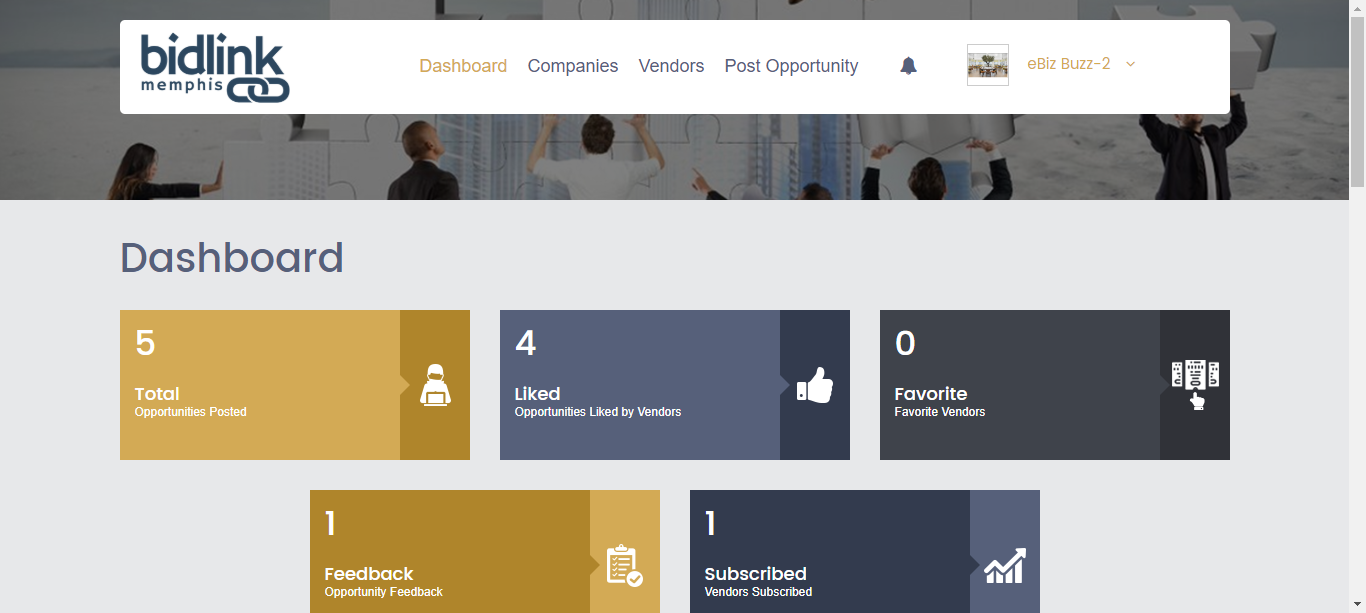 bidlink
memphis
Dashboard Companies Vendors Post Opportunity eBiz Buzz-2
Dashboard
5
Total
Opportunities Posted
4
Liked
Opportunities Liked by Vendors
0
Favorite
Favorite Vendors
1
Feedback
Opportunity Feedback
1
Subscribed
Vendors Subscribed